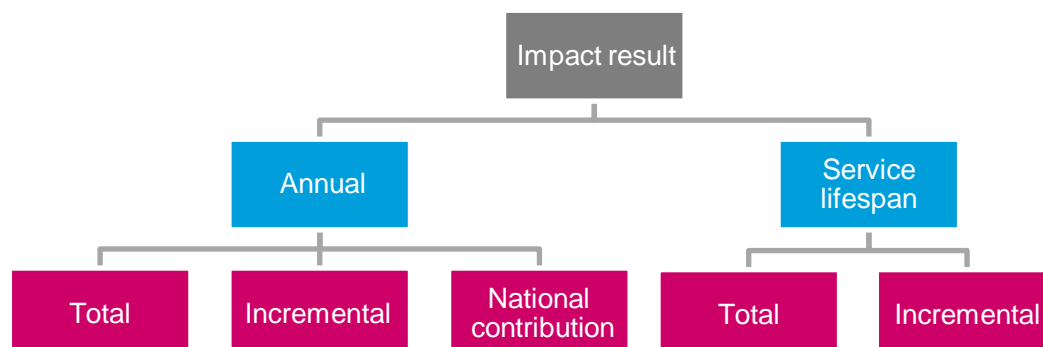 Impact result
Annual
Service
lifespan
Total
Incremental
National
contribution
Total
Incremental